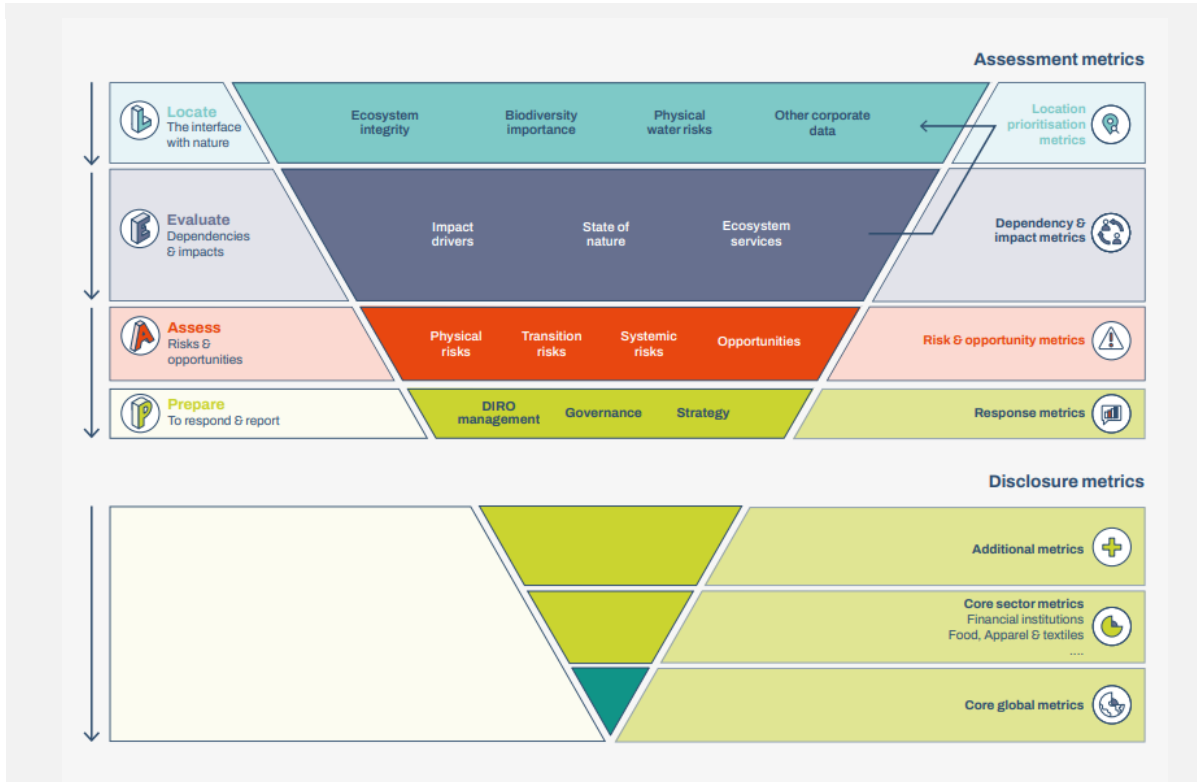 Assessment metrics
Locate
The interface
with nature
Ecosystem
integrity
Biodiversity
importance
Physical
water risks
Other corporate
data
Location
prioritisation
metrics
Evaluate
Dependencies
& impacts
Impact
drivers
State of
nature
Ecosystem
services
Dependency &
impact metrics
Assess
Risks &
opportunities
Physical
risks
Transition
risks
Systemic
risks
Opportunities
Risk & opportunity metrics
Prepare
To respond & report
DIRO
management
Governance
Strategy
Response metrics
Disclosure metrics
Additional metrics
Core sector metrics
Financial institutions
Food, Apparel & textiles
....
Core global metrics